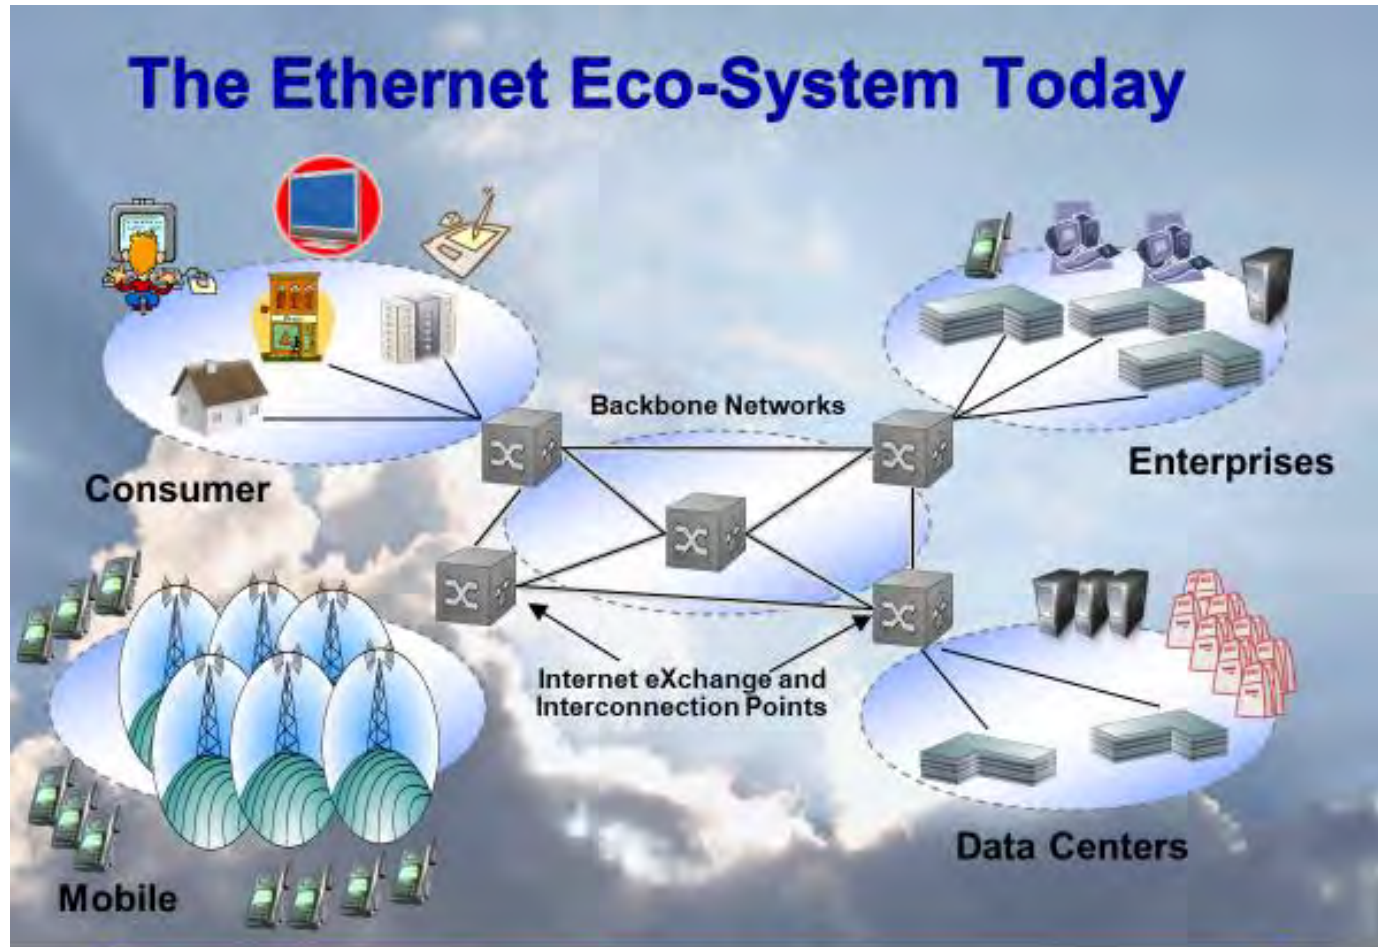 The Ethernet Eco-System Today
Backbone Networks
Consumer
Enterprises
Internet eXchange and
Interconnection Points
Mobile
Data Centers